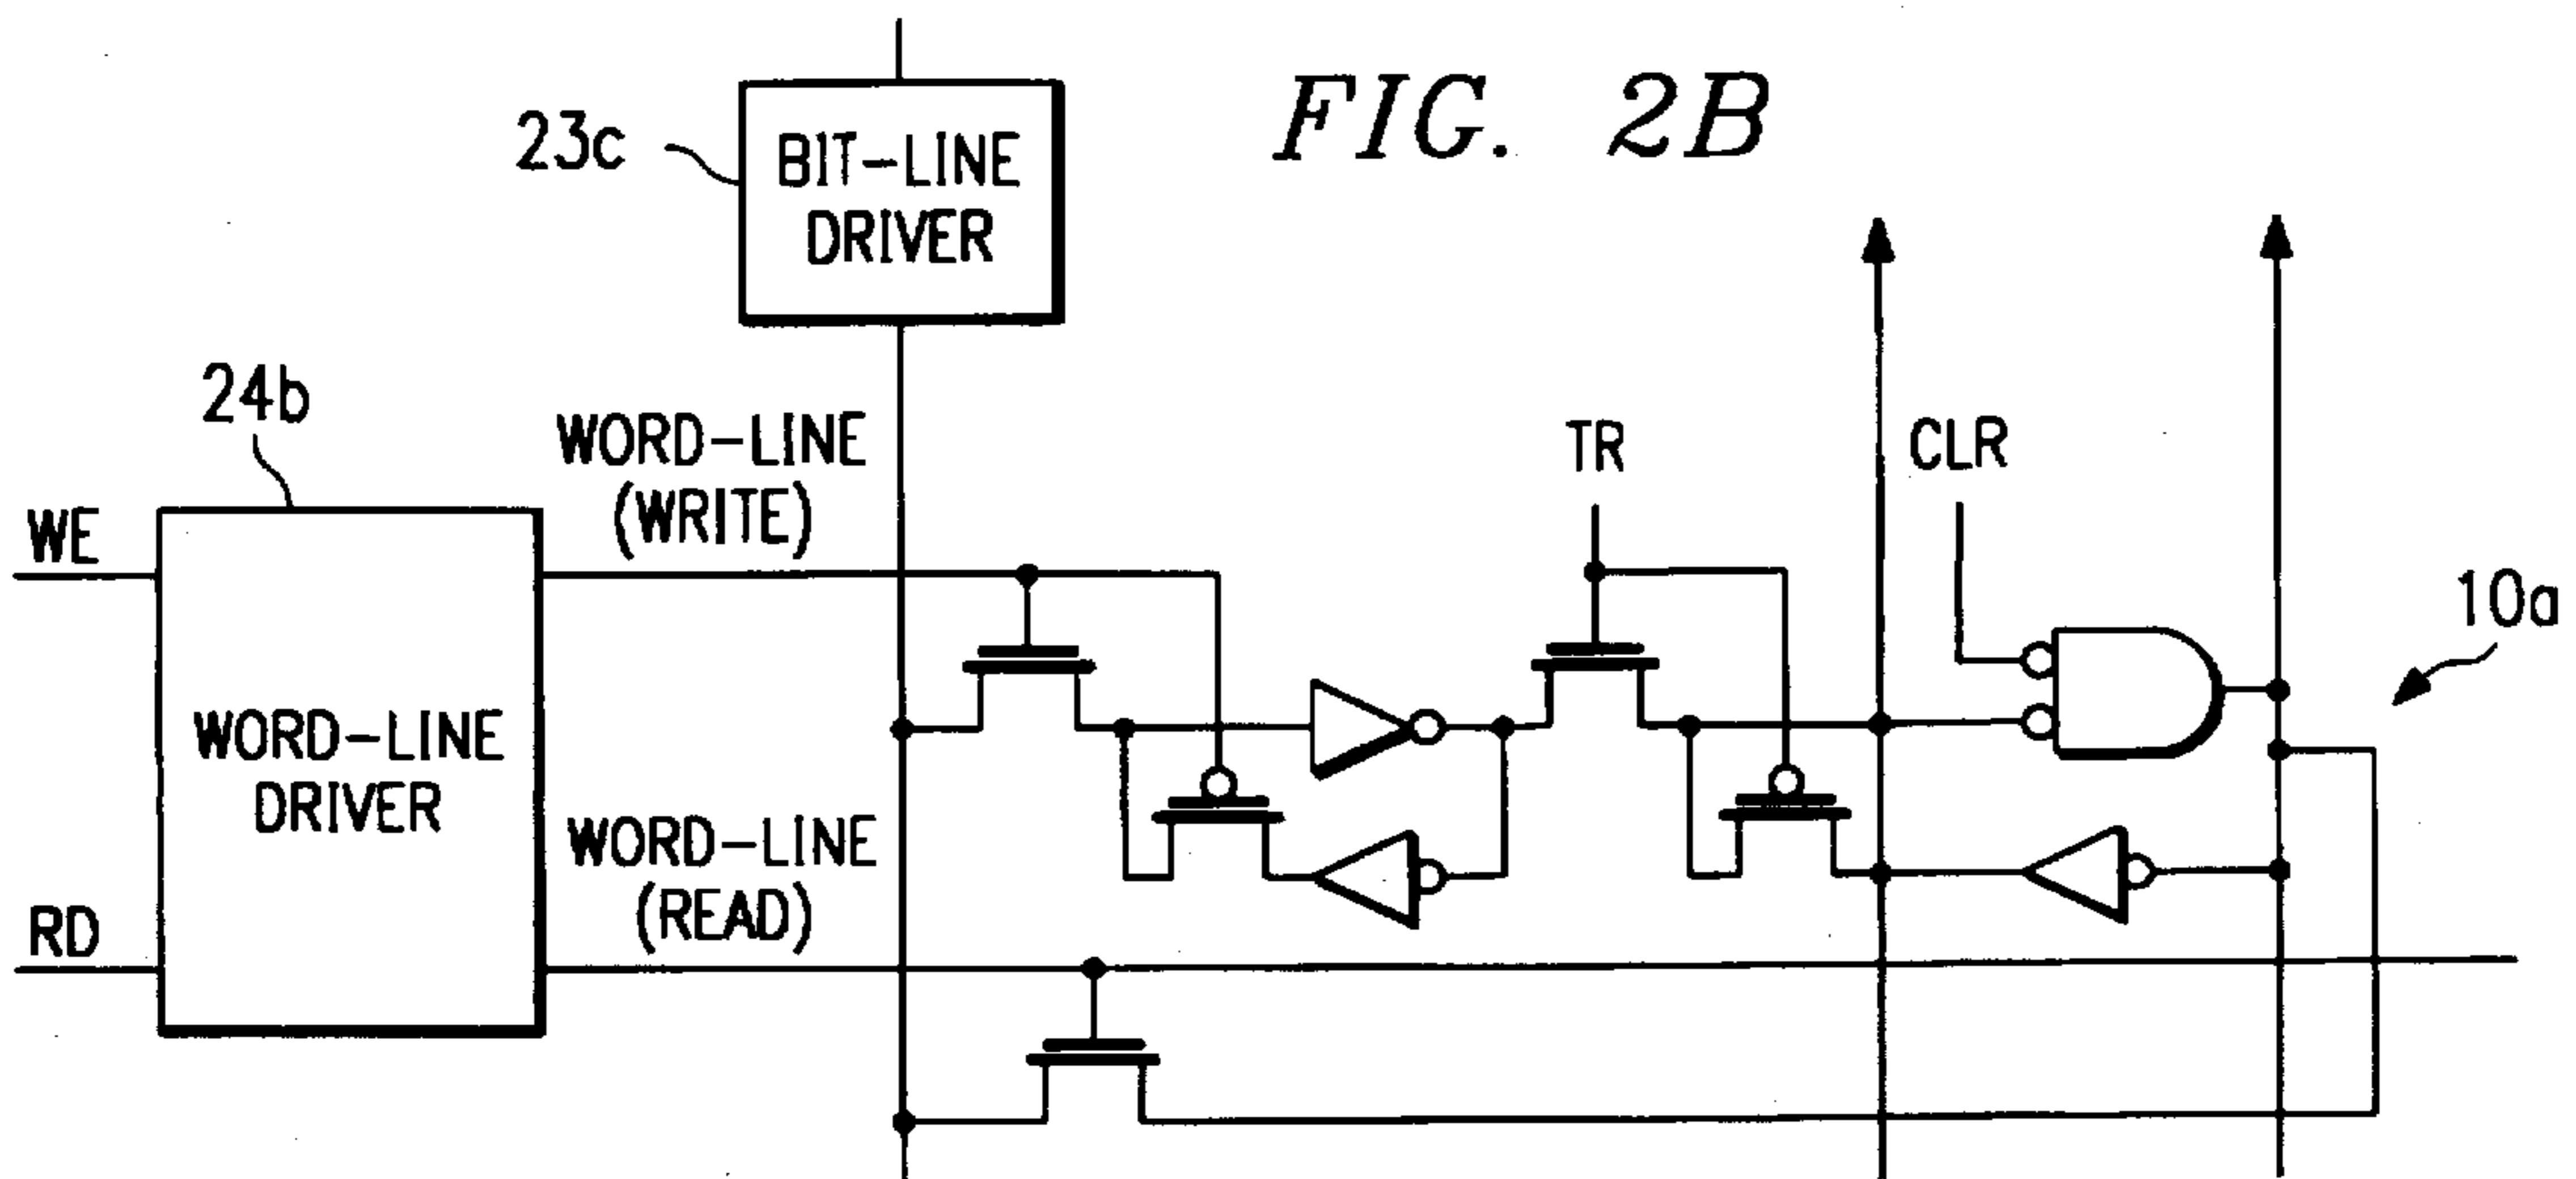 FIG. 2B
23c
BIT-LINE
DRIVER
24b
WORD-LINE
(WRITE)
TR
CLR
WE
10a
WORD-LINE
DRIVER
WORD-LINE
(READ)
RD